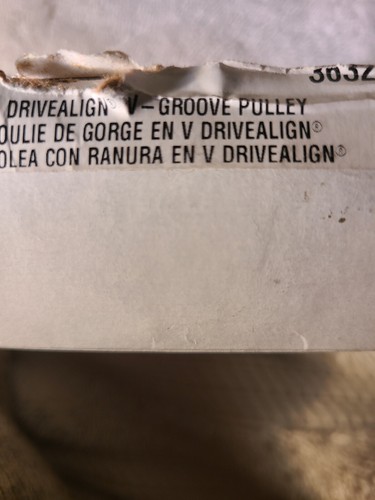 DRIVEALIGN® V-GROOVE PULLEY
OULIE DE GORGE EN V DRIVEALIGN®
OLEA CON RANURA EN V DRIVEALIGN®